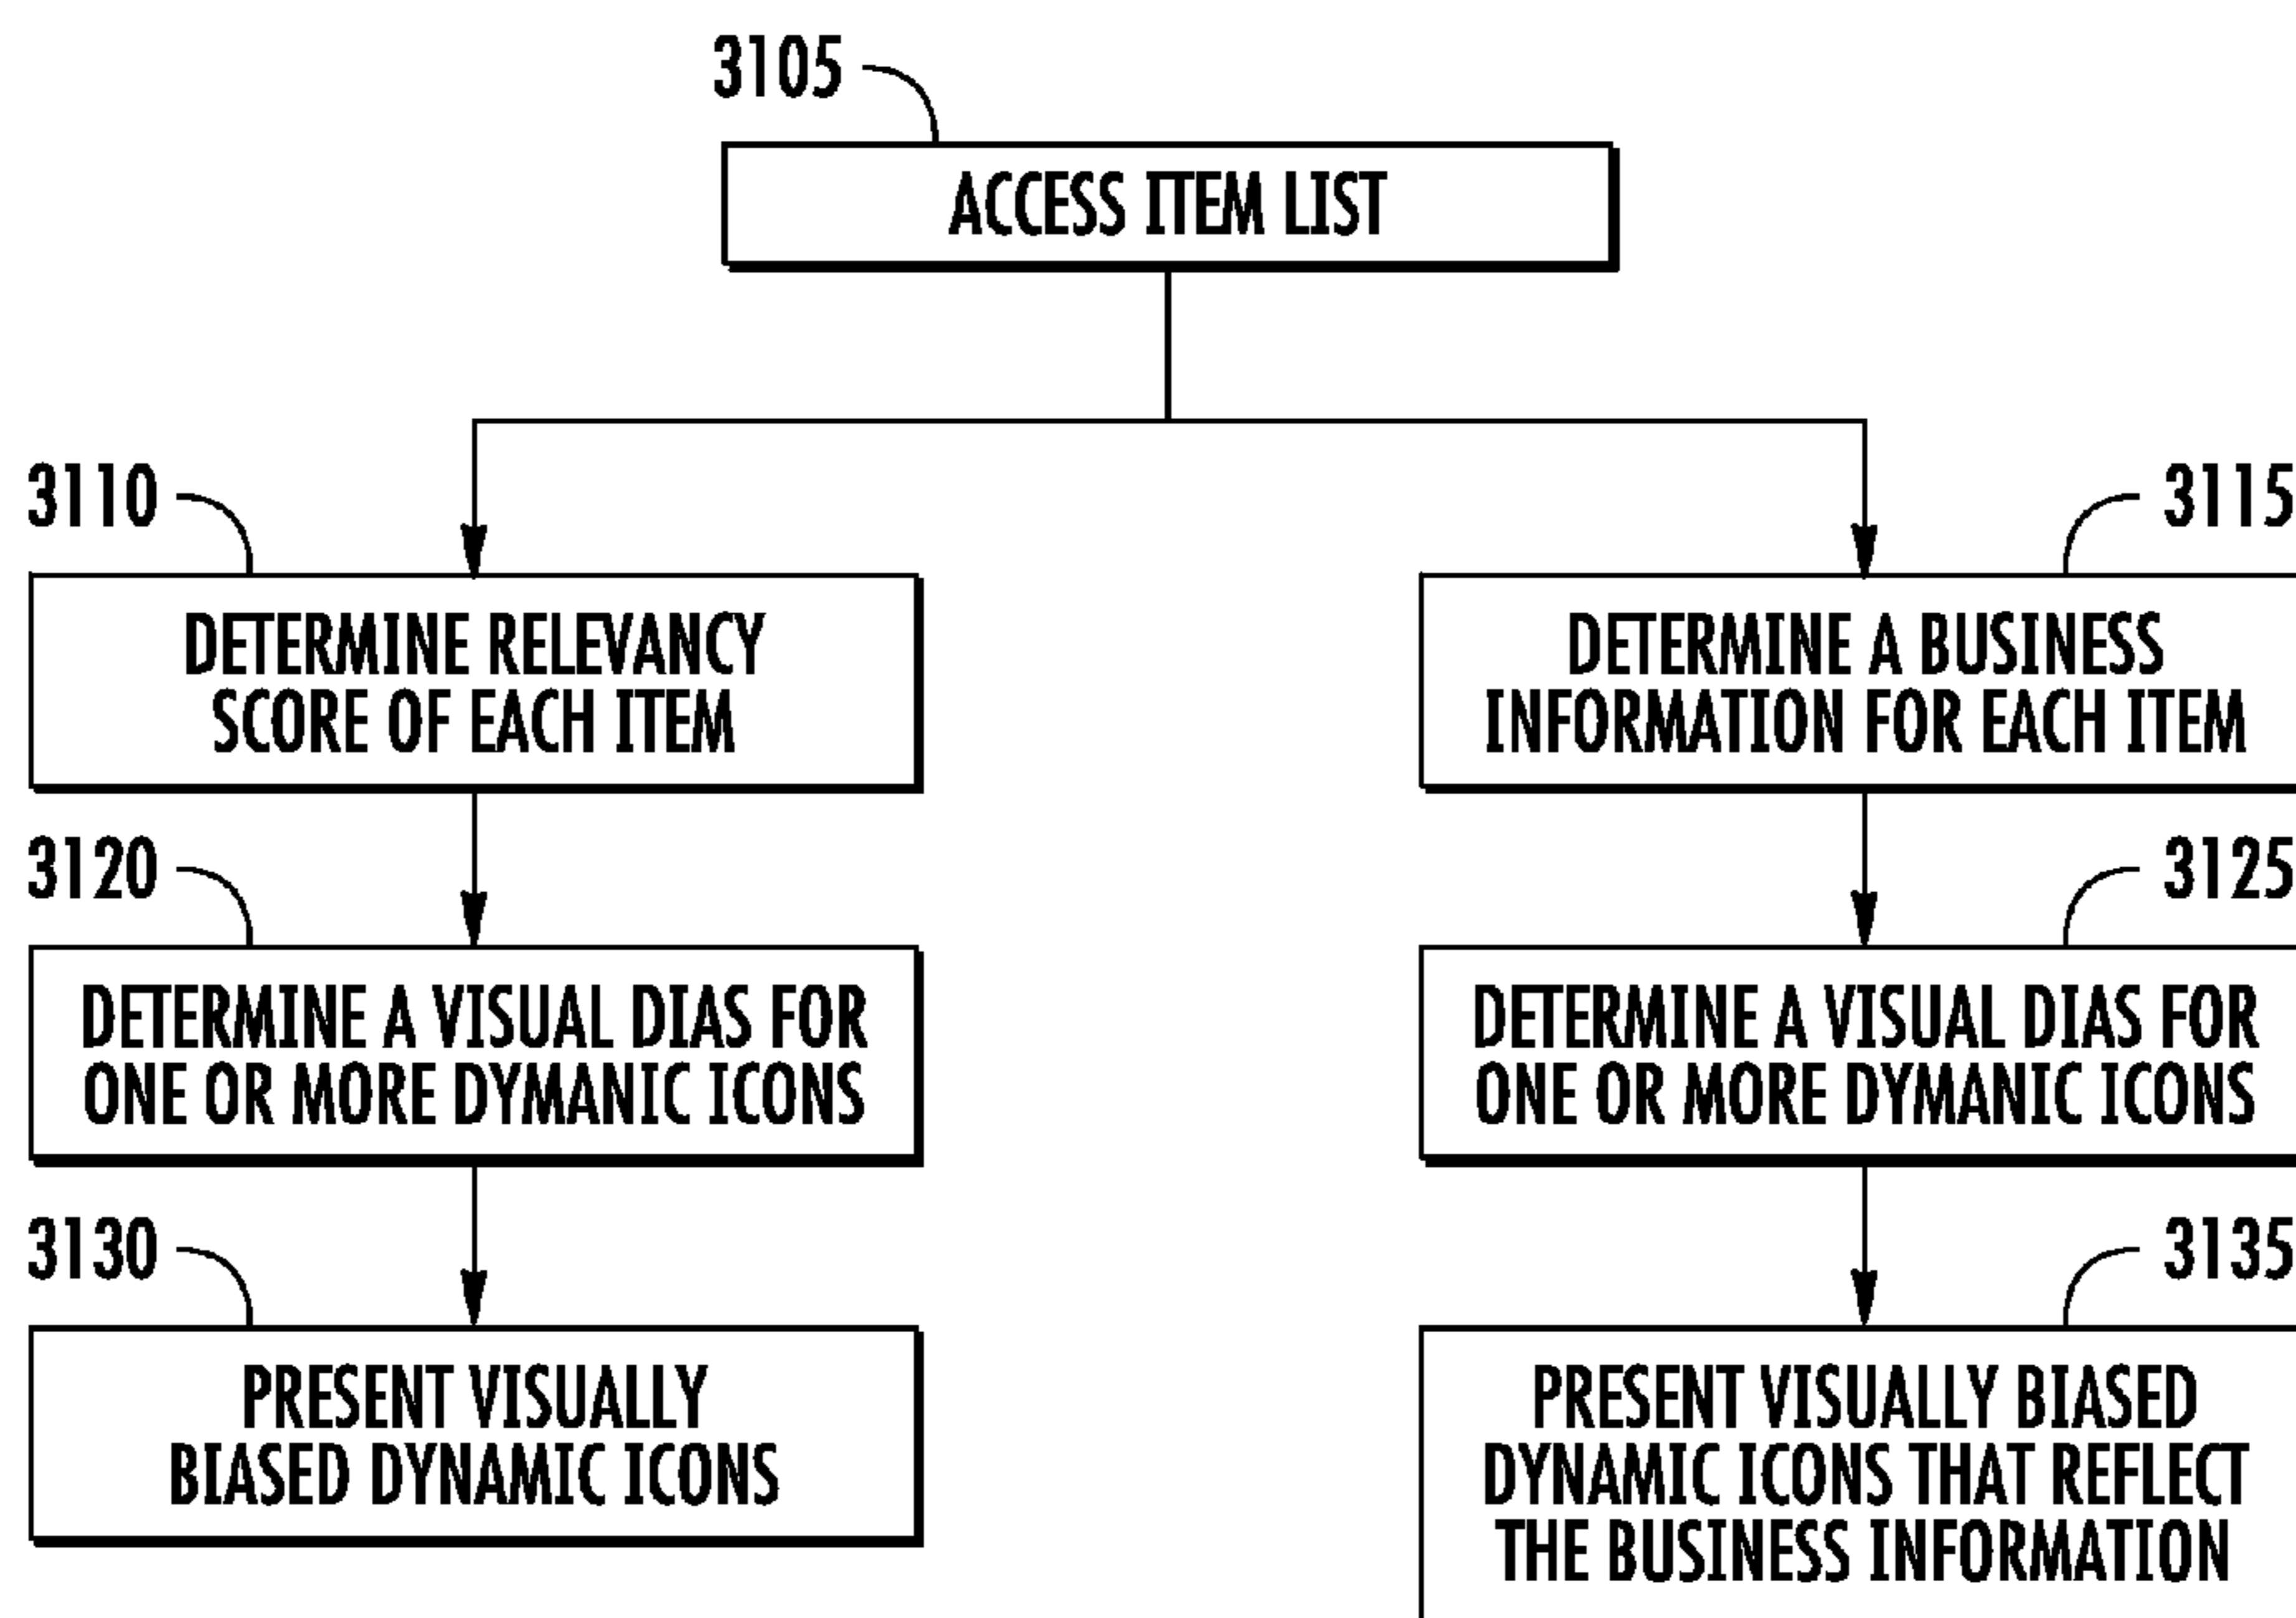 3105
ACCESS ITEM LIST
3110
3115
DETERMINE RELEVANCY
SCORE OF EACH ITEM
DETERMINE A BUSINESS
INFORMATION FOR EACH ITEM
3120
3125
DETERMINE A VISUAL DIAS FOR
ONE OR MORE DYMANIC ICONS
DETERMINE A VISUAL DIAS FOR
ONE OR MORE DYMANIC ICONS
3130
3135
PRESENT VISUALLY
BIASED DYNAMIC ICONS
PRESENT VISUALLY BIASED
DYNAMIC ICONS THAT REFLECT
THE BUSINESS INFORMATION